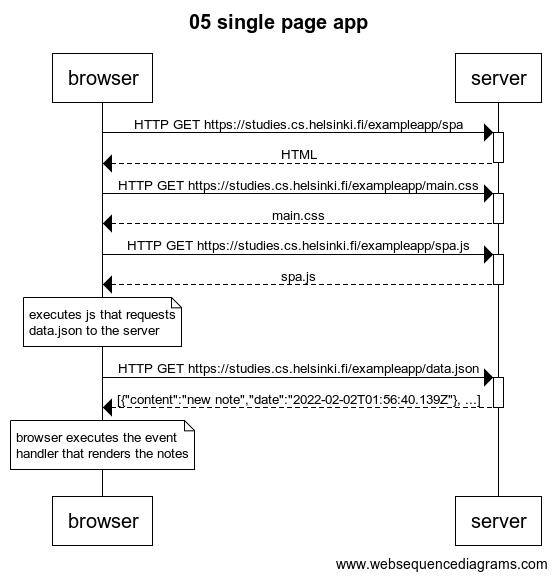 05 single page app
browser
server
HTTP GET https://studies.cs.helsinki.fi/exampleapp/spa
HTML
HTTP GET https://studies.cs.helsinki.fi/exampleapp/main.css
main.css
HTTP GET https://studies.cs.helsinki.fi/exampleapp/spa.js
spa.js
executes js that requests
data.json to the server
HTTP GET https://studies.cs.helsinki.fi/exampleapp/data.json
[{"content":"new note","date":"2022-02-02T01:56:40.139Z"}, ...]
browser executes the event
handler that renders the notes
browser
server
www.websequencediagrams.com